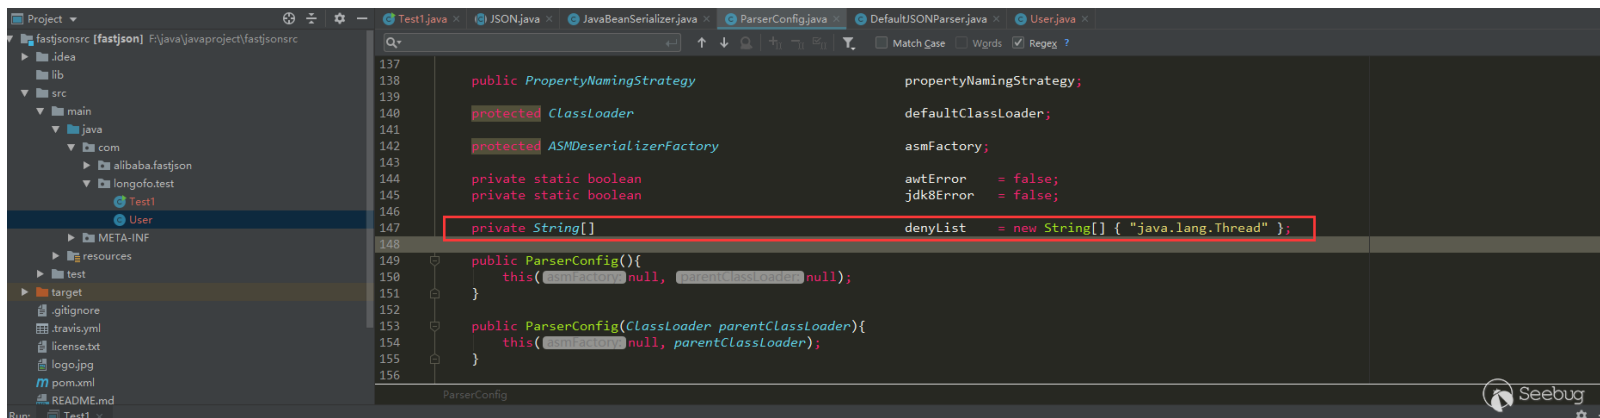 Project
Test1.java × JSON.java × JavaBeanSerializer.java × ParserConfig.java × DefaultJSONParser.java × User.java ×
fastjsonsrc [fastjson] F:\java\javaproject\fastjsonsrc
Match Case Words Regex ?
.idea
lib
src
main
java
com
alibaba.fastjson
longofo.test
Test1
User
META-INF
resources
test
target
.gitignore
.travis.yml
license.txt
logo.jpg
pom.xml
README.md
137
138 public PropertyNamingStrategy propertyNamingStrategy;
139
140 protected ClassLoader defaultClassLoader;
141
142 protected ASMDeserializerFactory asmFactory;
143
144 private static boolean awtError = false;
145 private static boolean jdk8Error = false;
146
147 private String[] denyList = new String[] { "java.lang.Thread" };
148
149 public ParserConfig(){
150 this( asmFactory: null, parentClassLoader: null);
151 }
152
153 public ParserConfig(ClassLoader parentClassLoader){
154 this( asmFactory: null, parentClassLoader);
155 }
156
ParserConfig
Seebug
Run: Test1 ×